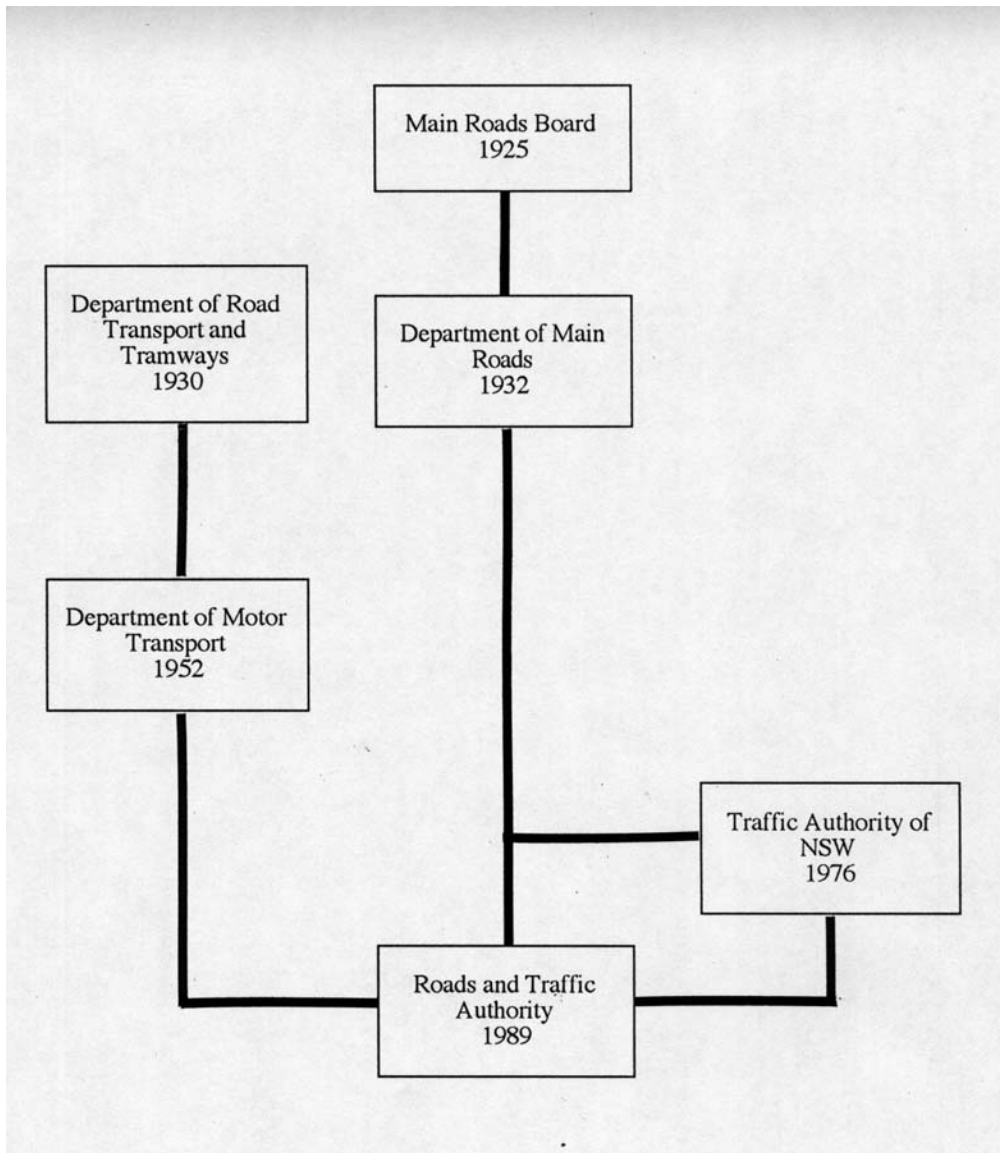 Main Roads Board
1925
Department of Road
Transport and
Tramways
1930
Department of Main
Roads
1932
Department of Motor
Transport
1952
Traffic Authority of
NSW
1976
Roads and Traffic
Authority
1989